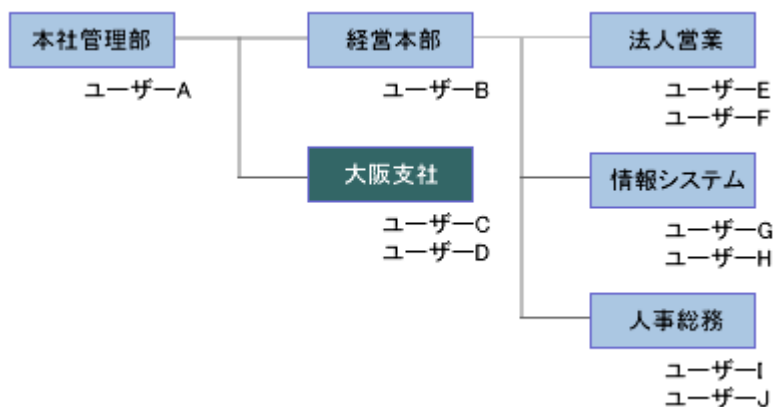 本社管理部
ユーザーA
経営本部
ユーザーB
大阪支社
ユーザーC
ユーザーD
法人営業
ユーザーE
ユーザーF
情報システム
ユーザーG
ユーザーH
人事総務
ユーザーI
ユーザーJ